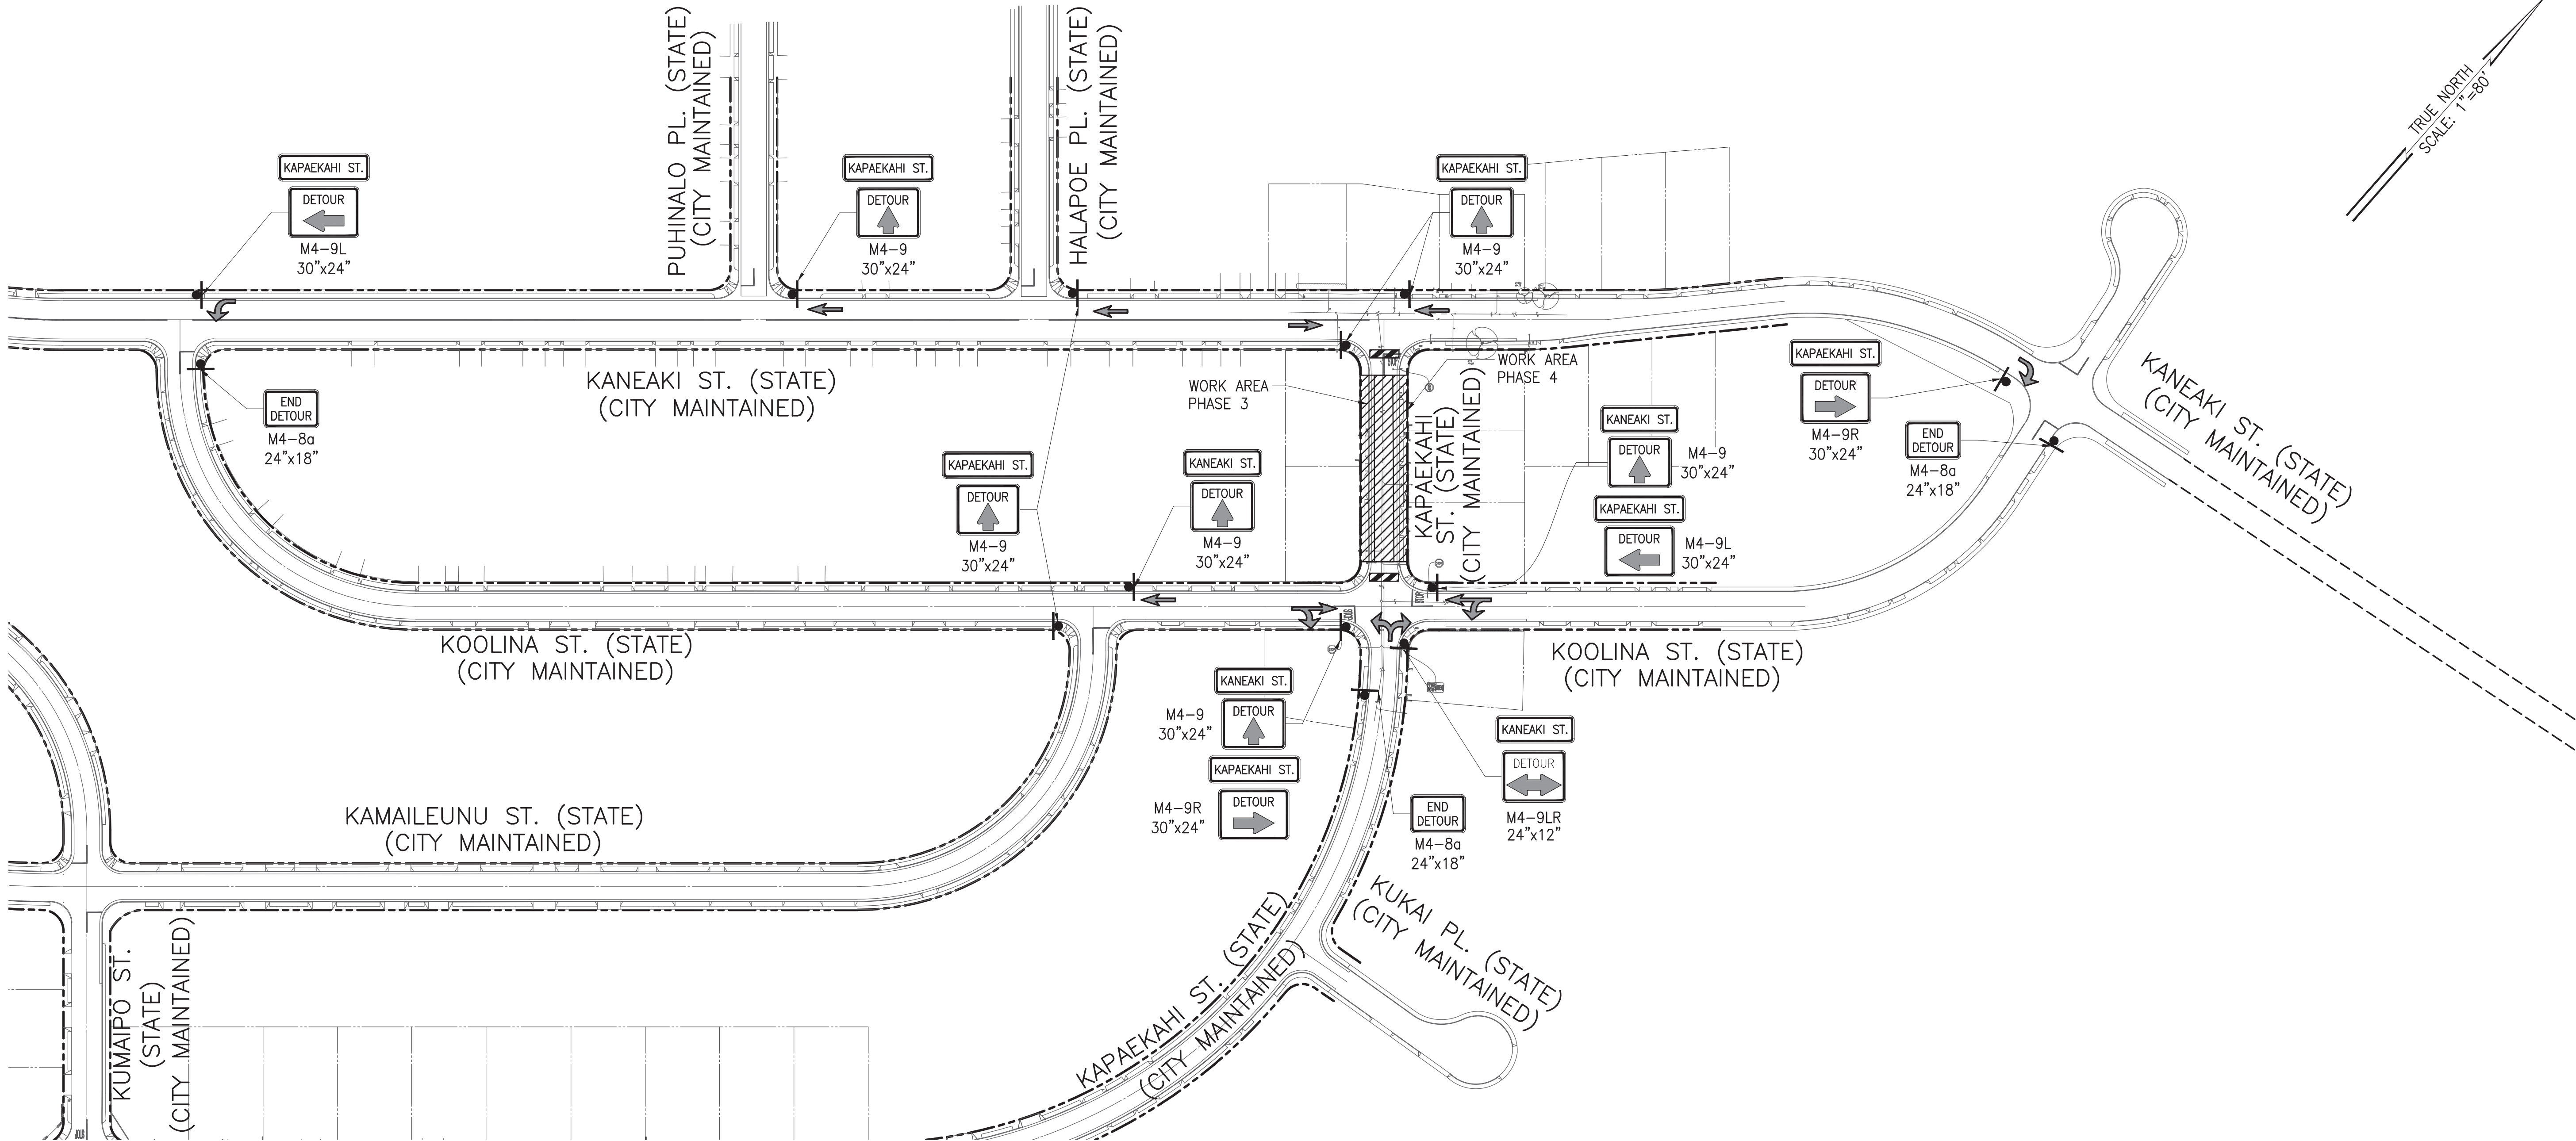 PUHINALO PL. (STATE)
(CITY MAINTAINED)
HALAPOE PL. (STATE)
(CITY MAINTAINED)
TRUE NORTH
SCALE: 1"=80'
KAPAEKAHI ST.
DETOUR
M4-9L
30"x24"
KAPAEKAHI ST.
DETOUR
M4-9
30"x24"
KAPAEKAHI ST.
DETOUR
M4-9
30"x24"
KANEAKI ST. (STATE)
(CITY MAINTAINED)
END
DETOUR
M4-8a
24"x18"
WORK AREA
PHASE 3
WORK AREA
PHASE 4
KAPAEKAHI
ST. (STATE)
(CITY MAINTAINED)
KAPAEKAHI ST.
DETOUR
M4-9R
30"x24"
END
DETOUR
M4-8a
24"x18"
KANEAKI ST. (STATE)
(CITY MAINTAINED)
KANEAKI ST.
DETOUR
M4-9
30"x24"
KAPAEKAHI ST.
DETOUR
M4-9L
30"x24"
KAPAEKAHI ST.
DETOUR
M4-9
30"x24"
KANEAKI ST.
DETOUR
M4-9
30"x24"
STOP
STOP
STOP
KOOLINA ST. (STATE)
(CITY MAINTAINED)
KOOLINA ST. (STATE)
(CITY MAINTAINED)
KANEAKI ST.
DETOUR
M4-9
30"x24"
KAPAEKAHI ST.
DETOUR
M4-9R
30"x24"
KANEAKI ST.
DETOUR
M4-9LR
24"x12"
END
DETOUR
M4-8a
24"x18"
KAMAILEUNU ST. (STATE)
(CITY MAINTAINED)
KUKAI PL. (STATE)
(CITY MAINTAINED)
KAPAEKAHI ST. (STATE)
(CITY MAINTAINED)
KUMAIPO ST.
(STATE)
(CITY MAINTAINED)
STOP